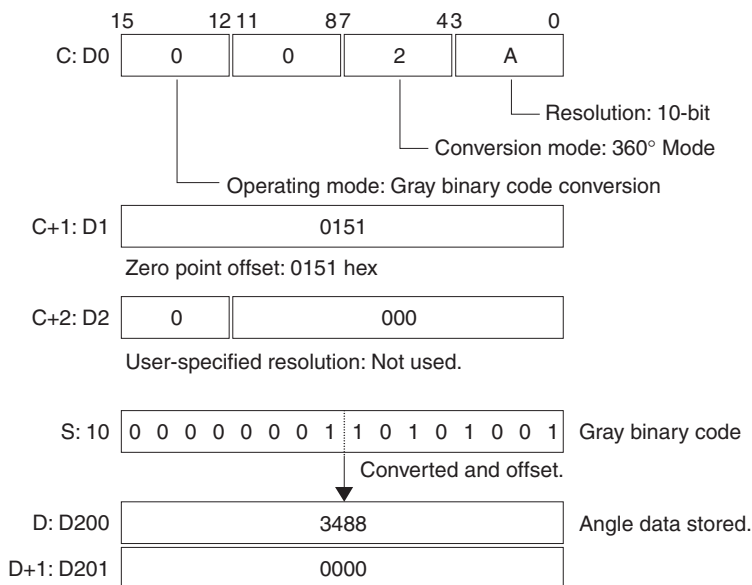 15 12 11 8 7 4 3 0
C: D0 0 0 2 A
Resolution: 10-bit
Conversion mode: 360° Mode
Operating mode: Gray binary code conversion
C+1: D1 0151
Zero point offset: 0151 hex
C+2: D2 0 000
User-specified resolution: Not used.
S: 10 0 0 0 0 0 0 0 1 1 0 1 0 1 0 0 1 Gray binary code
Converted and offset.
D: D200 3488 Angle data stored.
D+1: D201 0000